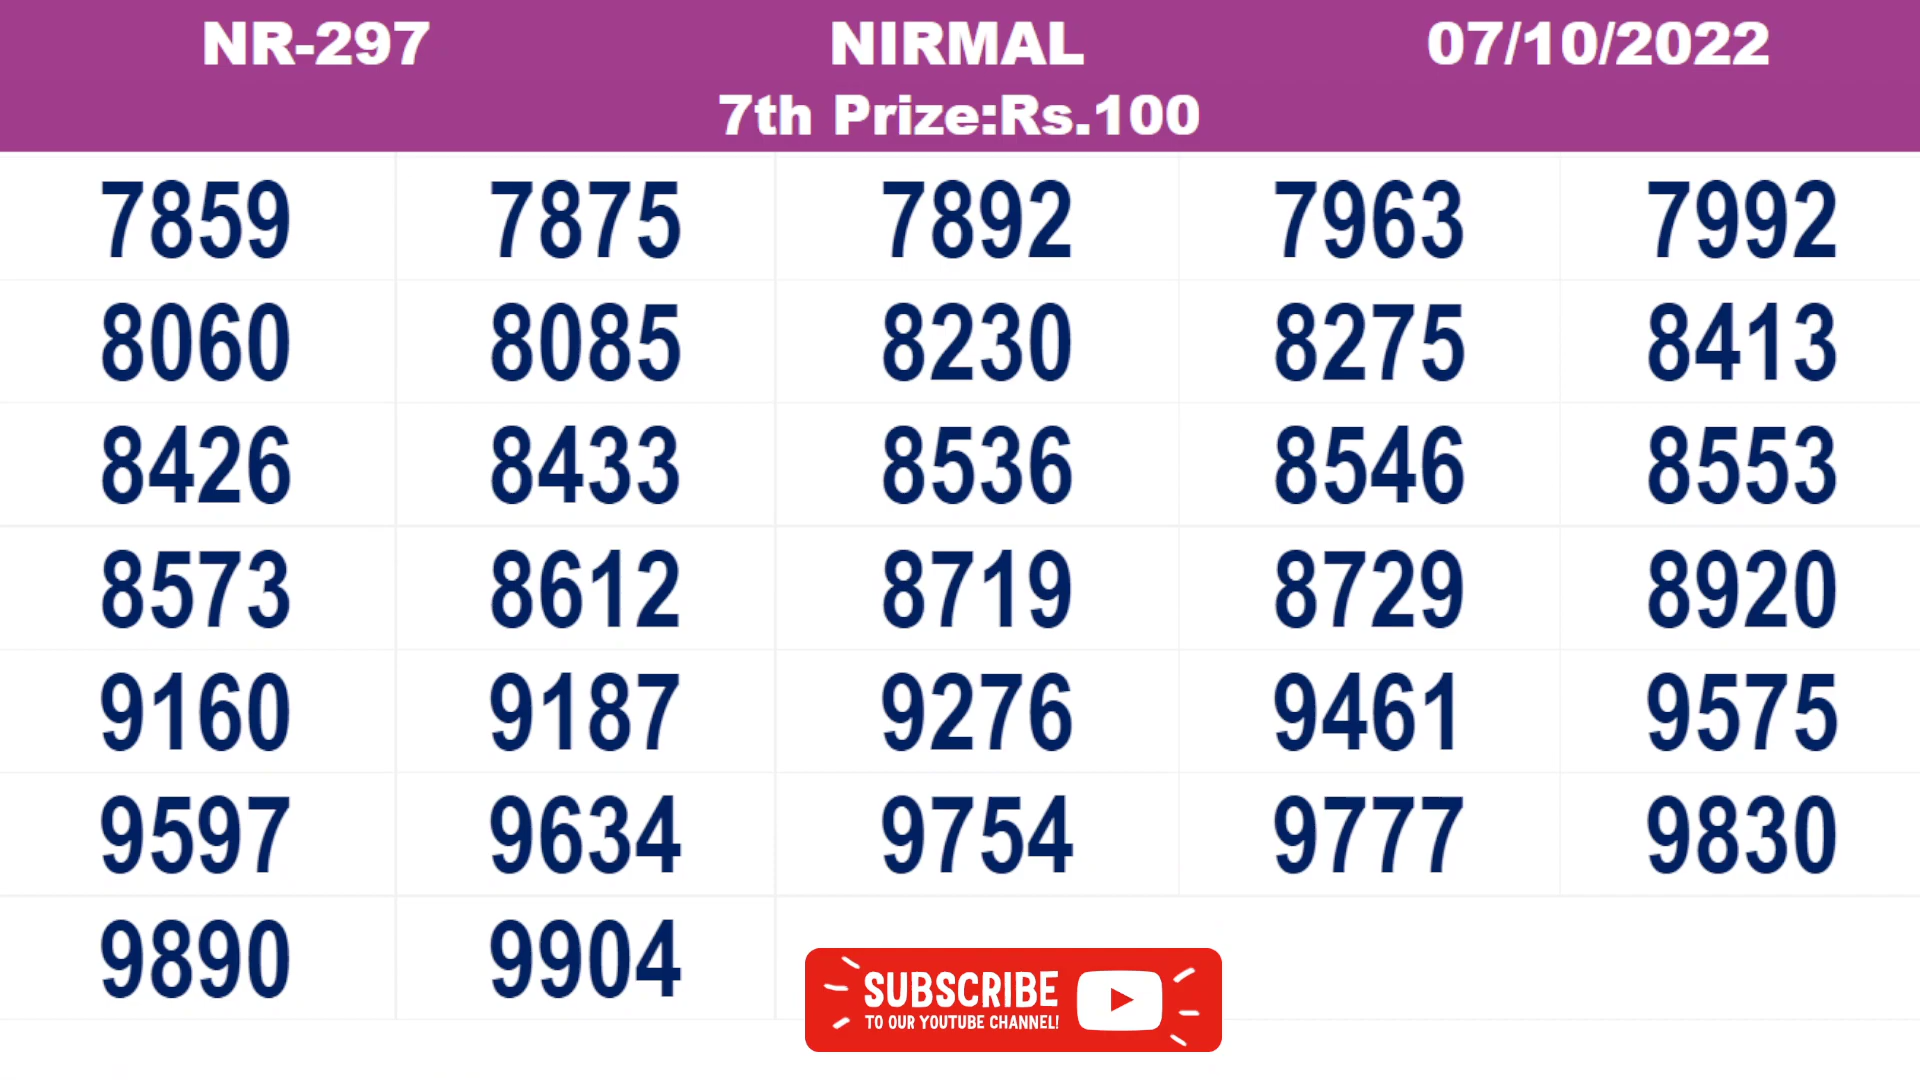 NR-297 NIRMAL 07/10/2022
7th Prize:Rs.100
7859 7875 7892 7963 7992
8060 8085 8230 8275 8413
8426 8433 8536 8546 8553
8573 8612 8719 8729 8920
9160 9187 9276 9461 9575
9597 9634 9754 9777 9830
9890 9904
SUBSCRIBE
TO OUR YOUTUBE CHANNEL!